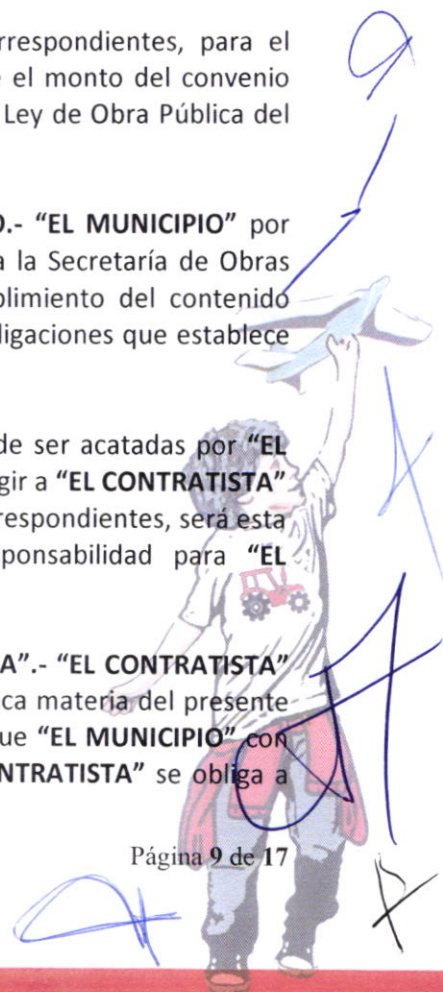 rrespondientes, para el
e el monto del convenio
Ley de Obra Pública del
O.- "EL MUNICIPIO" por
a la Secretaría de Obras
plimiento del contenido
ligaciones que establece
de ser acatadas por "EL
gir a "EL CONTRATISTA"
respondientes, será esta
sponsabilidad para "EL
A".- "EL CONTRATISTA"
ica materia del presente
ue "EL MUNICIPIO" con
NTRATISTA" se obliga a
Página 9 de 17